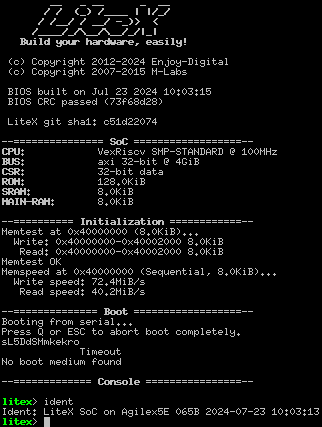 Build your hardware, easily!
(c) Copyright 2012-2024 Enjoy-Digital
(c) Copyright 2007-2015 M-Labs
BIOS built on Jul 23 2024 10:03:15
BIOS CRC passed (73f68d28)
LiteX git sha1: c51d22074
--=============== SoC ==================--
CPU: VexRiscv SMP-STANDARD @ 100MHz
BUS: axi 32-bit @ 4GiB
CSR: 32-bit data
ROM: 128.0KiB
SRAM: 8.0KiB
MAIN-RAM: 8.0KiB
--========== Initialization ============--
Memtest at 0x40000000 (8.0KiB)...
Write: 0x40000000-0x40002000 8.0KiB
Read: 0x40000000-0x40002000 8.0KiB
Memtest OK
Memspeed at 0x40000000 (Sequential, 8.0KiB)...
Write speed: 72.4MiB/s
Read speed: 40.2MiB/s
--============== Boot ==================--
Booting from serial...
Press Q or ESC to abort boot completely.
sL5DdSMmkekro
Timeout
No boot medium found
--============= Console ================--
litex> ident
Ident: LiteX SoC on Agilex5E 065B 2024-07-23 10:03:13
litex>